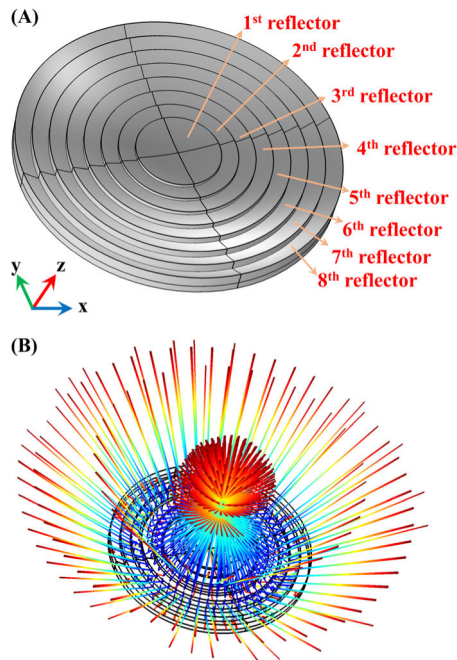 (A)
1st reflector
2nd reflector
3rd reflector
4th reflector
5th reflector
6th reflector
7th reflector
8th reflector
y
z
x
(B)